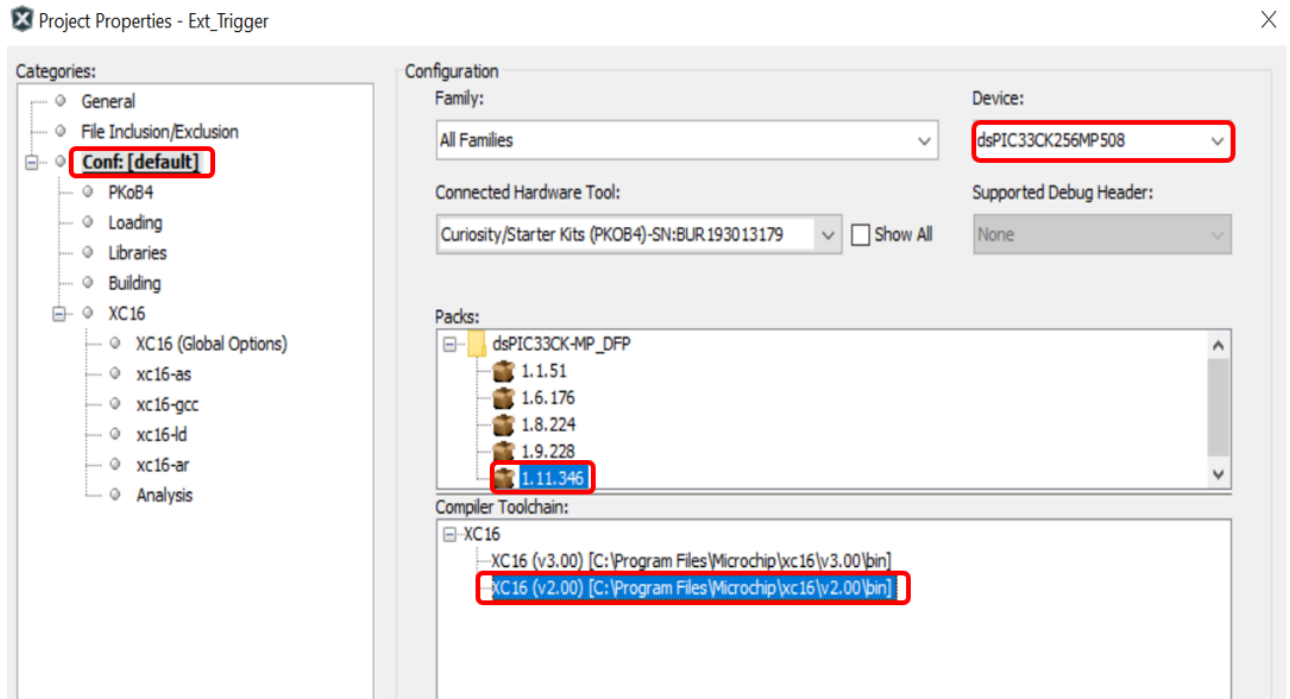 Project Properties - Ext_Trigger
Categories:
General
File Inclusion/Exclusion
Conf: [default]
PKoB4
Loading
Libraries
Building
XC16
XC16 (Global Options)
xc16-as
xc16-gcc
xc16-ld
xc16-ar
Analysis
Configuration
Family:
Device:
All Families
dsPIC33CK256MP508
Connected Hardware Tool:
Supported Debug Header:
Curiosity/Starter Kits (PKOB4)-SN:BUR193013179
Show All
None
Packs:
dsPIC33CK-MP_DFP
1.1.51
1.6.176
1.8.224
1.9.228
1.11.346
Compiler Toolchain:
XC16
XC16 (v3.00) [C:\Program Files\Microchip\xc16\v3.00\bin]
XC16 (v2.00) [C:\Program Files\Microchip\xc16\v2.00\bin]